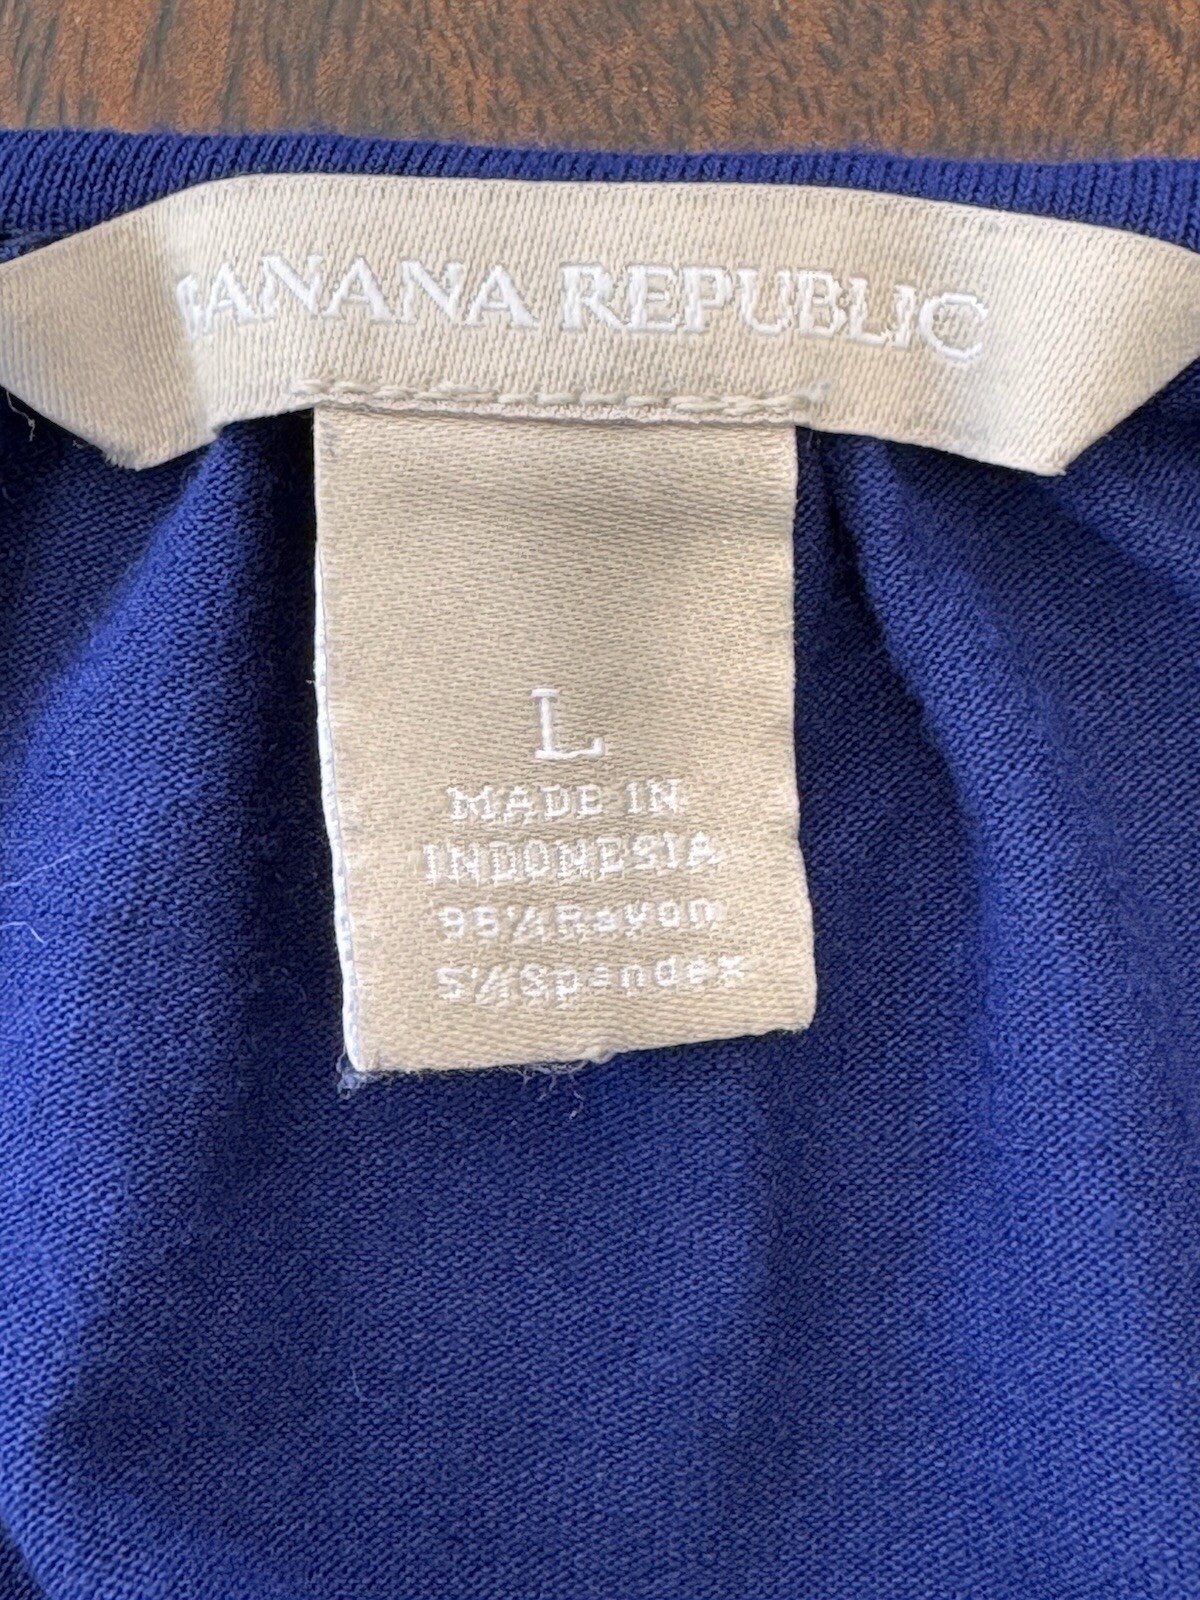 BANANA REPUBLIC
L
MADE IN
INDONESIA
95% Rayon
5% Spandex